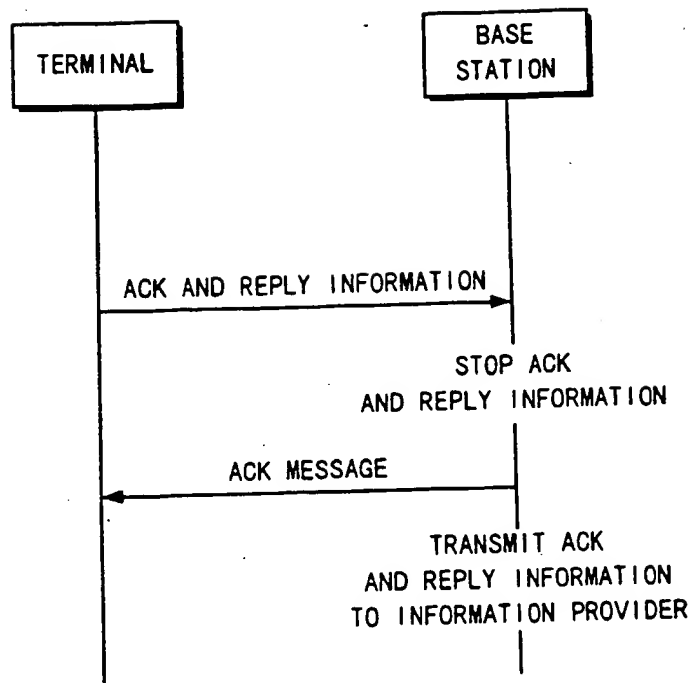 TERMINAL
BASE
STATION
ACK AND REPLY INFORMATION
STOP ACK
AND REPLY INFORMATION
ACK MESSAGE
TRANSMIT ACK
AND REPLY INFORMATION
TO INFORMATION PROVIDER